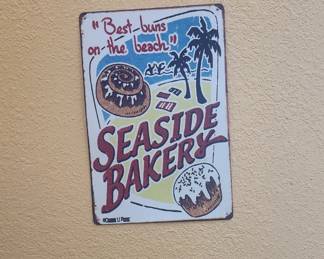 "Best buns
on the beach"
SEASIDE
BAKERY